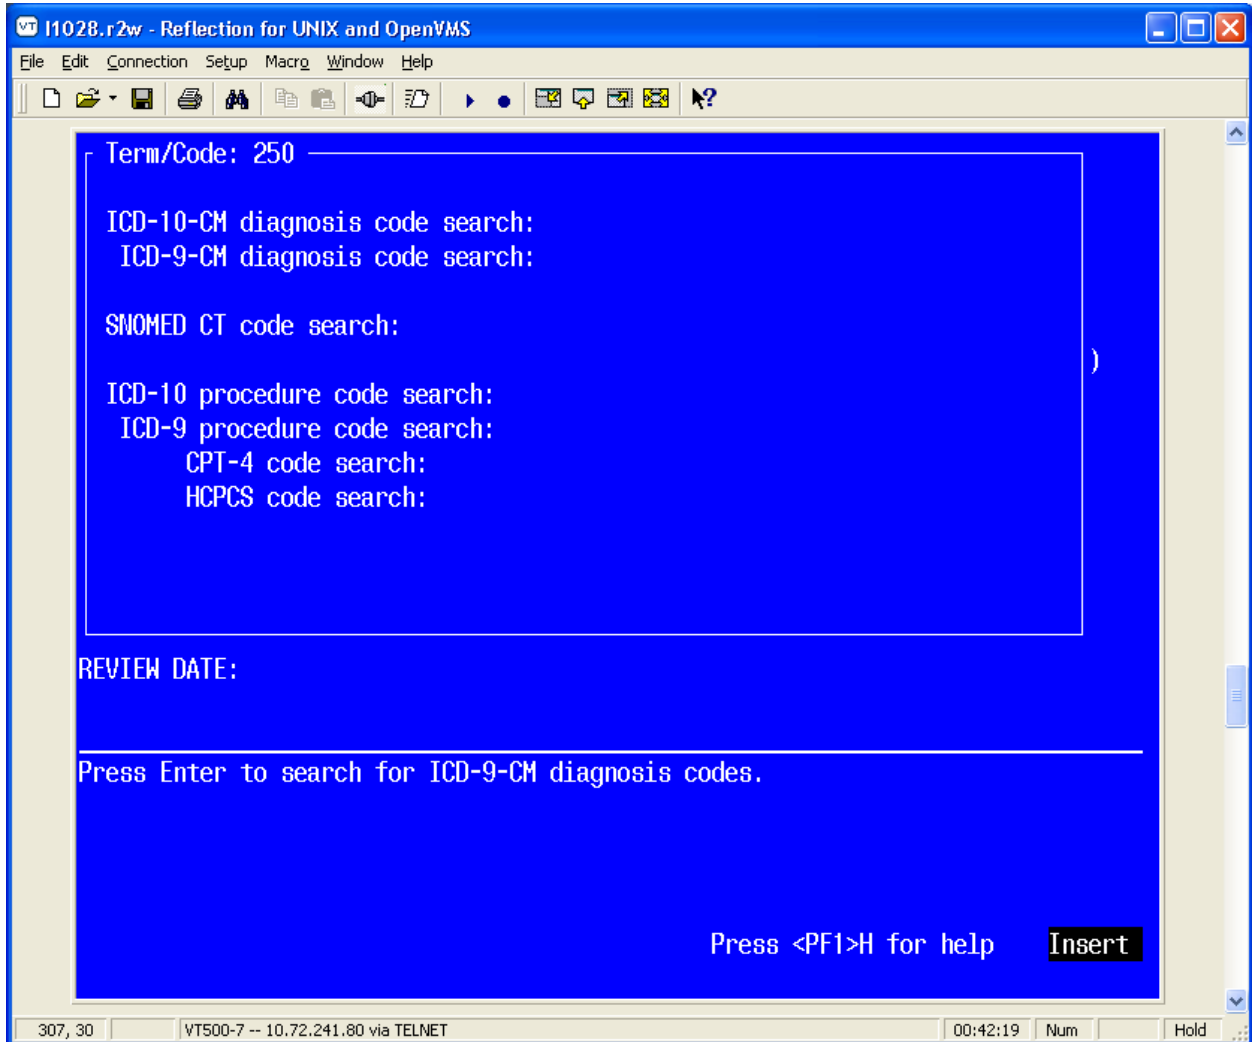 VT I1028.r2w - Reflection for UNIX and OpenVMS
File Edit Connection Setup Macro Window Help
Term/Code: 250
ICD-10-CM diagnosis code search:
ICD-9-CM diagnosis code search:
SNOMED CT code search:
)
ICD-10 procedure code search:
ICD-9 procedure code search:
CPT-4 code search:
HCPCS code search:
REVIEW DATE:
Press Enter to search for ICD-9-CM diagnosis codes.
Press <PF1>H for help Insert
307, 30 VT500-7 -- 10.72.241.80 via TELNET 00:42:19 Num Hold